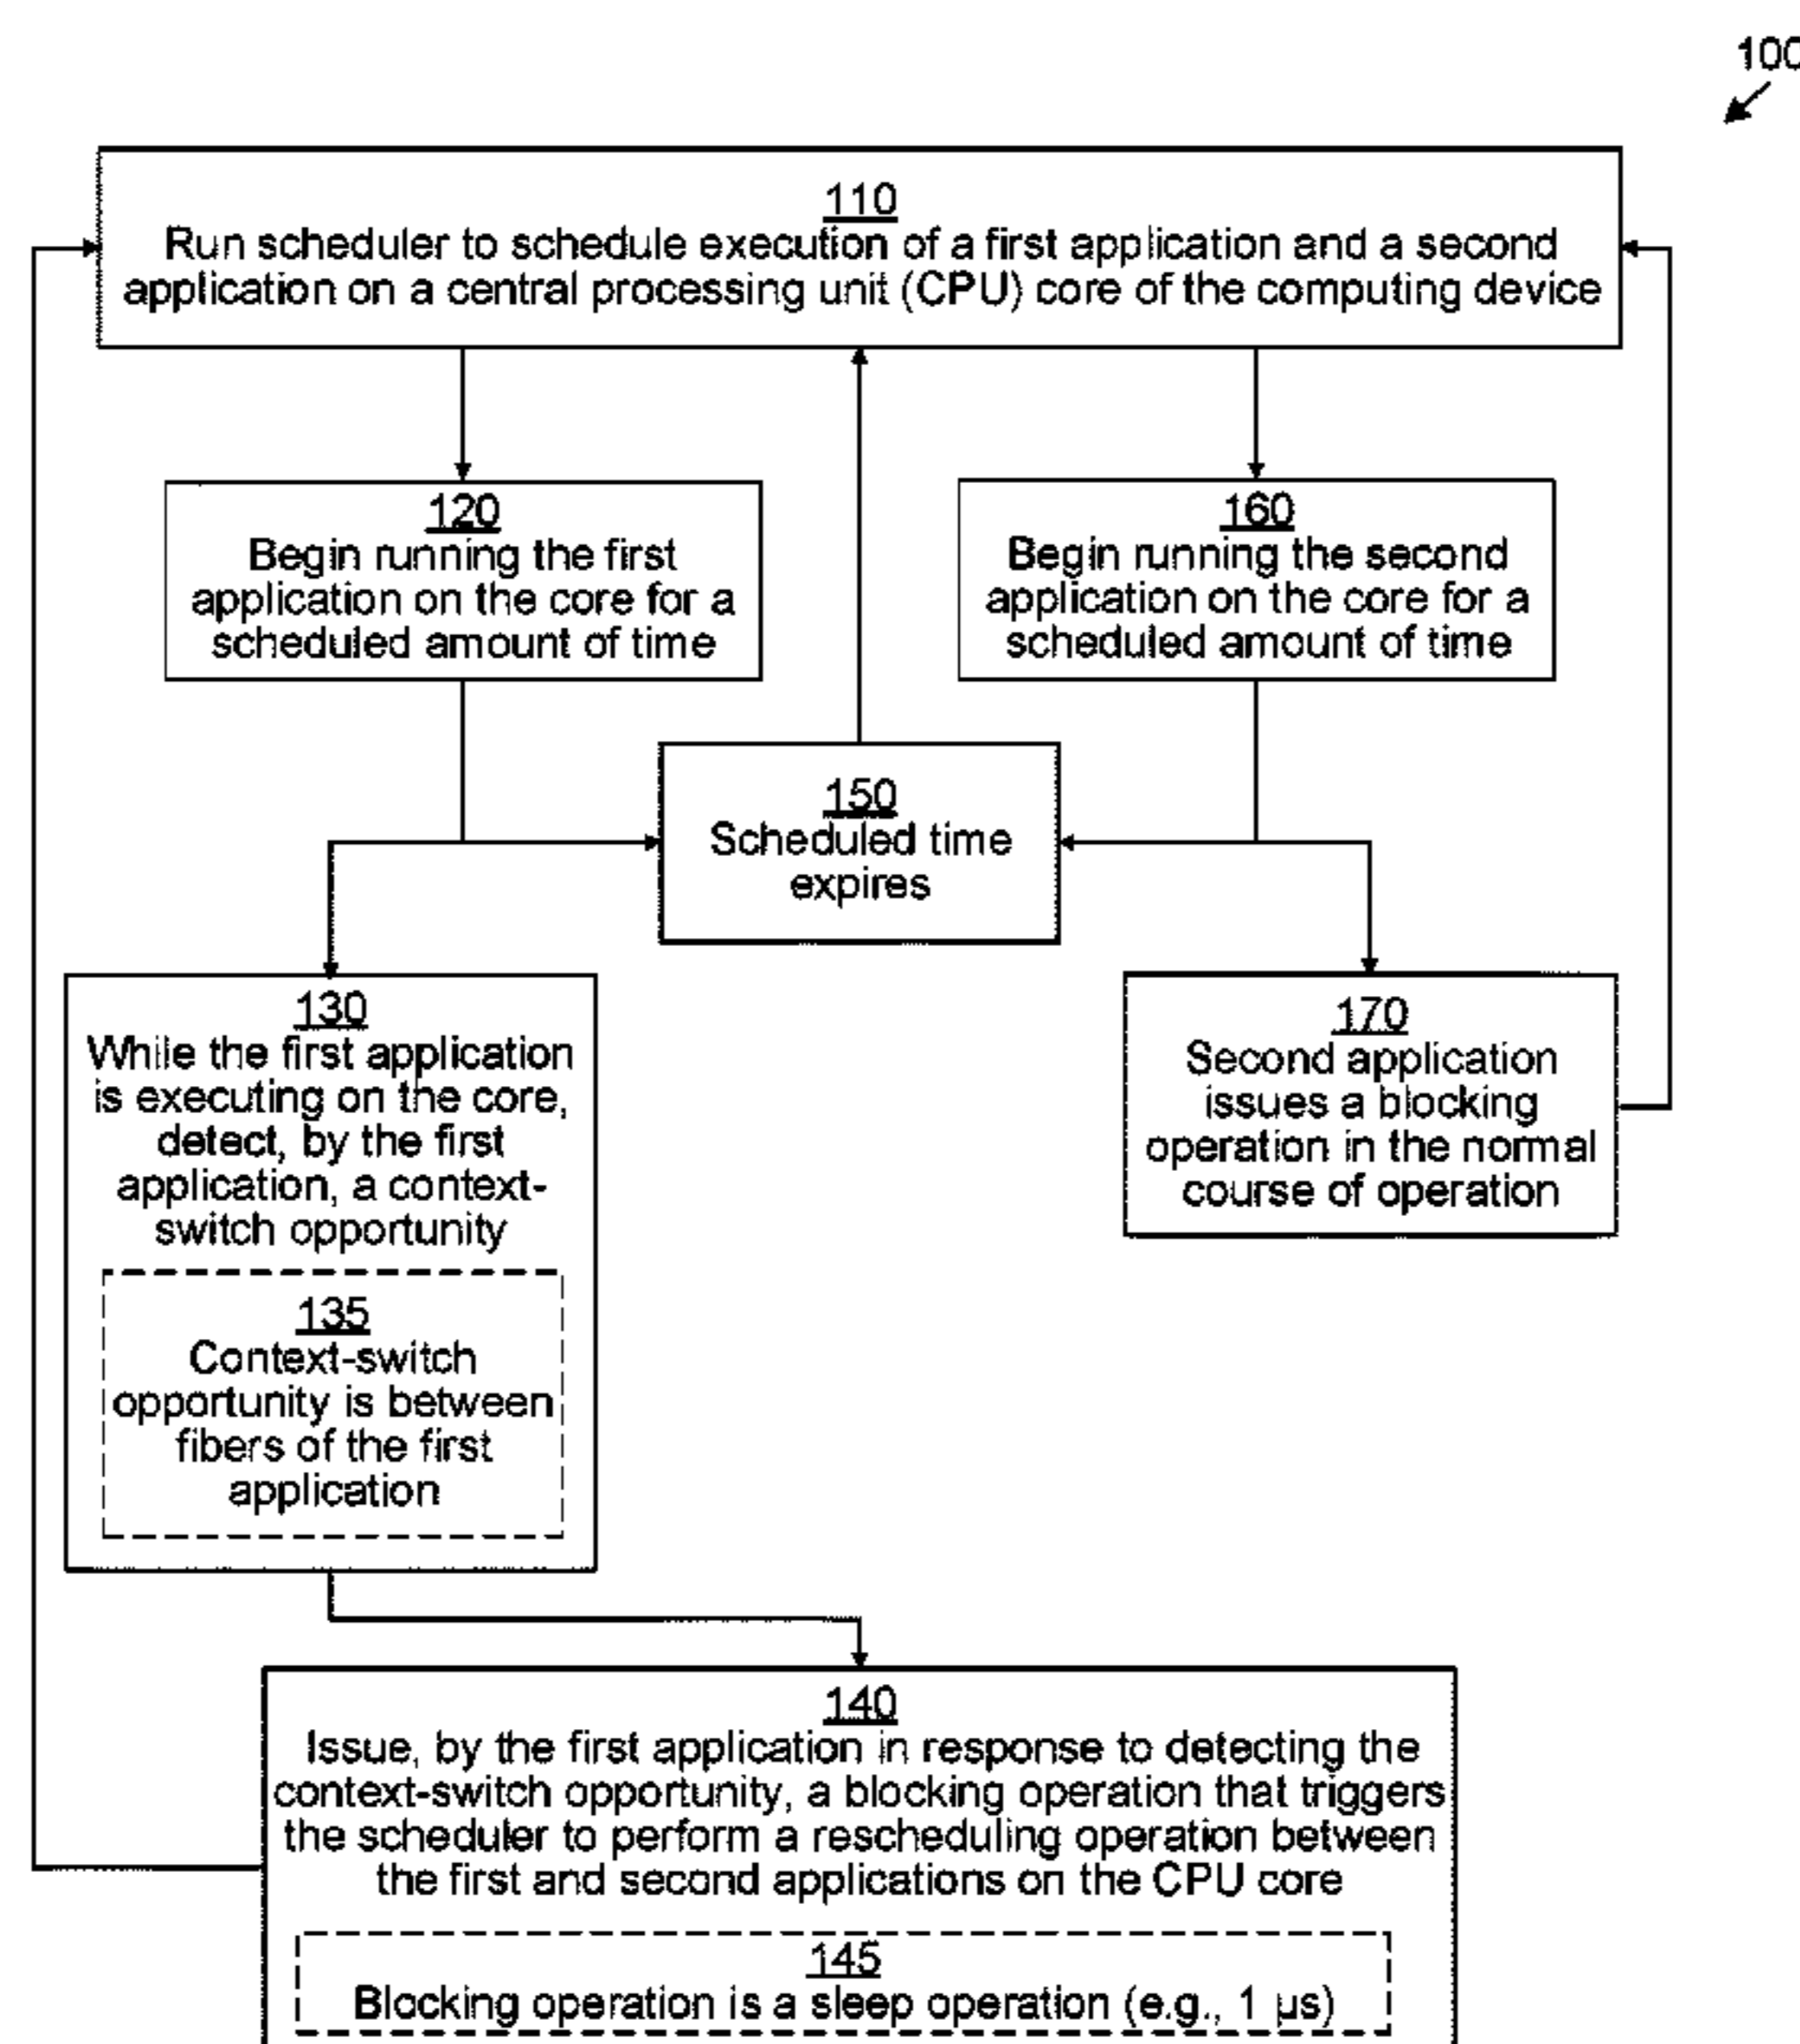 100
110
Run scheduler to schedule execution of a first application and a second
application on a central processing unit (CPU) core of the computing device
120
Begin running the first
application on the core for a
scheduled amount of time
160
Begin running the second
application on the core for a
scheduled amount of time
150
Scheduled time
expires
130
While the first application
is executing on the core,
detect, by the first
application, a context-
switch opportunity
135
Context-switch
opportunity is between
fibers of the first
application
170
Second application
issues a blocking
operation in the normal
course of operation
140
Issue, by the first application in response to detecting the
context-switch opportunity, a blocking operation that triggers
the scheduler to perform a rescheduling operation between
the first and second applications on the CPU core
145
Blocking operation is a sleep operation (e.g., 1 µs)